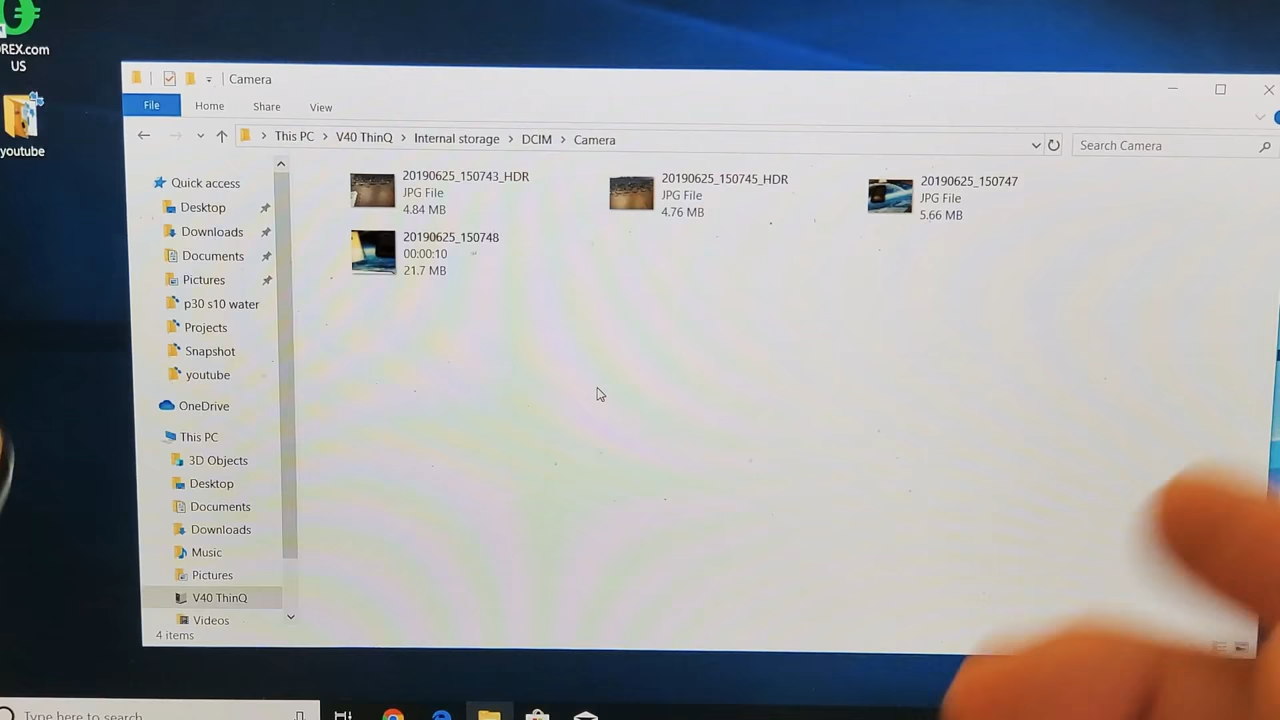 REX.com
US
youtube
Camera
File
Home
Share
View
This PC
V40 ThinQ
Internal storage
DCIM
Camera
Search Camera
Quick access
Desktop
Downloads
Documents
Pictures
p30 s10 water
Projects
Snapshot
youtube
OneDrive
This PC
3D Objects
Desktop
Documents
Downloads
Music
Pictures
V40 ThinQ
Videos
4 items
20190625_150743_HDR
JPG File
4.84 MB
20190625_150745_HDR
JPG File
4.76 MB
20190625_150747
JPG File
5.66 MB
20190625_150748
00:00:10
21.7 MB
Type here to search